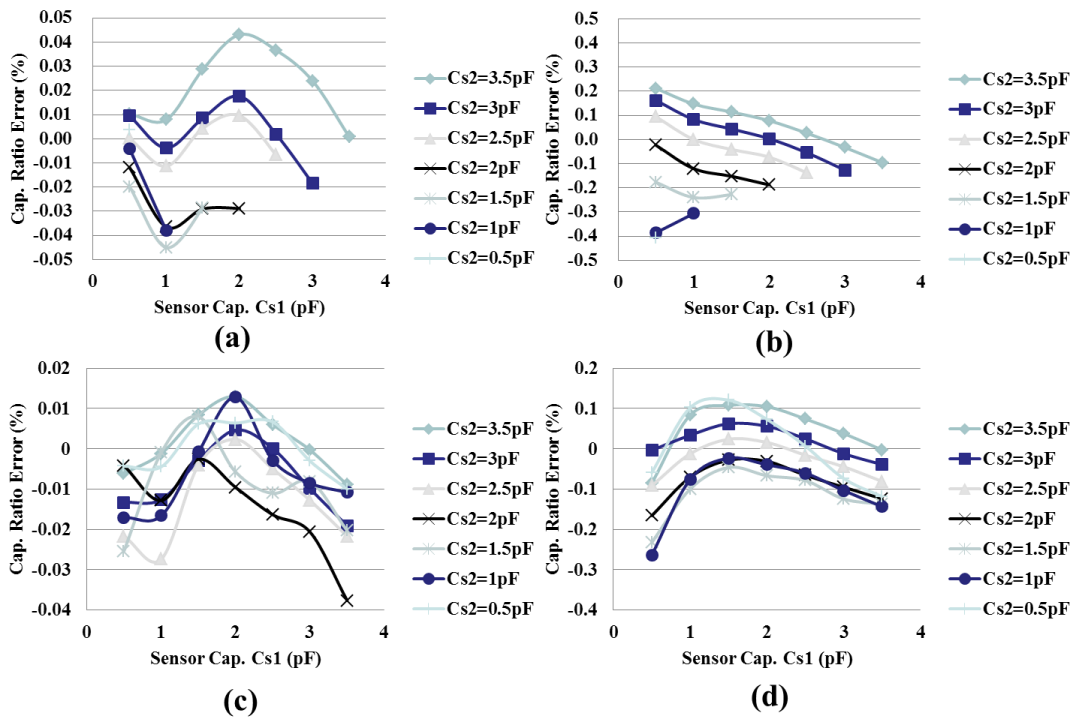 0.05
0.04
0.03
0.02
0.01
0.00
-0.01
-0.02
-0.03
-0.04
-0.05
Cap. Ratio Error (%)
0 1 2 3 4
Sensor Cap. Cs1 (pF)
Cs2=3.5pF
Cs2=3pF
Cs2=2.5pF
Cs2=2pF
Cs2=1.5pF
Cs2=1pF
Cs2=0.5pF
(a)
0.5
0.4
0.3
0.2
0.1
0.0
-0.1
-0.2
-0.3
-0.4
-0.5
Cap. Ratio Error (%)
0 1 2 3 4
Sensor Cap. Cs1 (pF)
Cs2=3.5pF
Cs2=3pF
Cs2=2.5pF
Cs2=2pF
Cs2=1.5pF
Cs2=1pF
Cs2=0.5pF
(b)
0.02
0.01
0
-0.01
-0.02
-0.03
-0.04
Cap. Ratio Error (%)
0 1 2 3 4
Sensor Cap. Cs1 (pF)
Cs2=3.5pF
Cs2=3pF
Cs2=2.5pF
Cs2=2pF
Cs2=1.5pF
Cs2=1pF
Cs2=0.5pF
(c)
0.2
0.1
0
-0.1
-0.2
-0.3
-0.4
Cap. Ratio Error (%)
0 1 2 3 4
Sensor Cap. Cs1 (pF)
Cs2=3.5pF
Cs2=3pF
Cs2=2.5pF
Cs2=2pF
Cs2=1.5pF
Cs2=1pF
Cs2=0.5pF
(d)